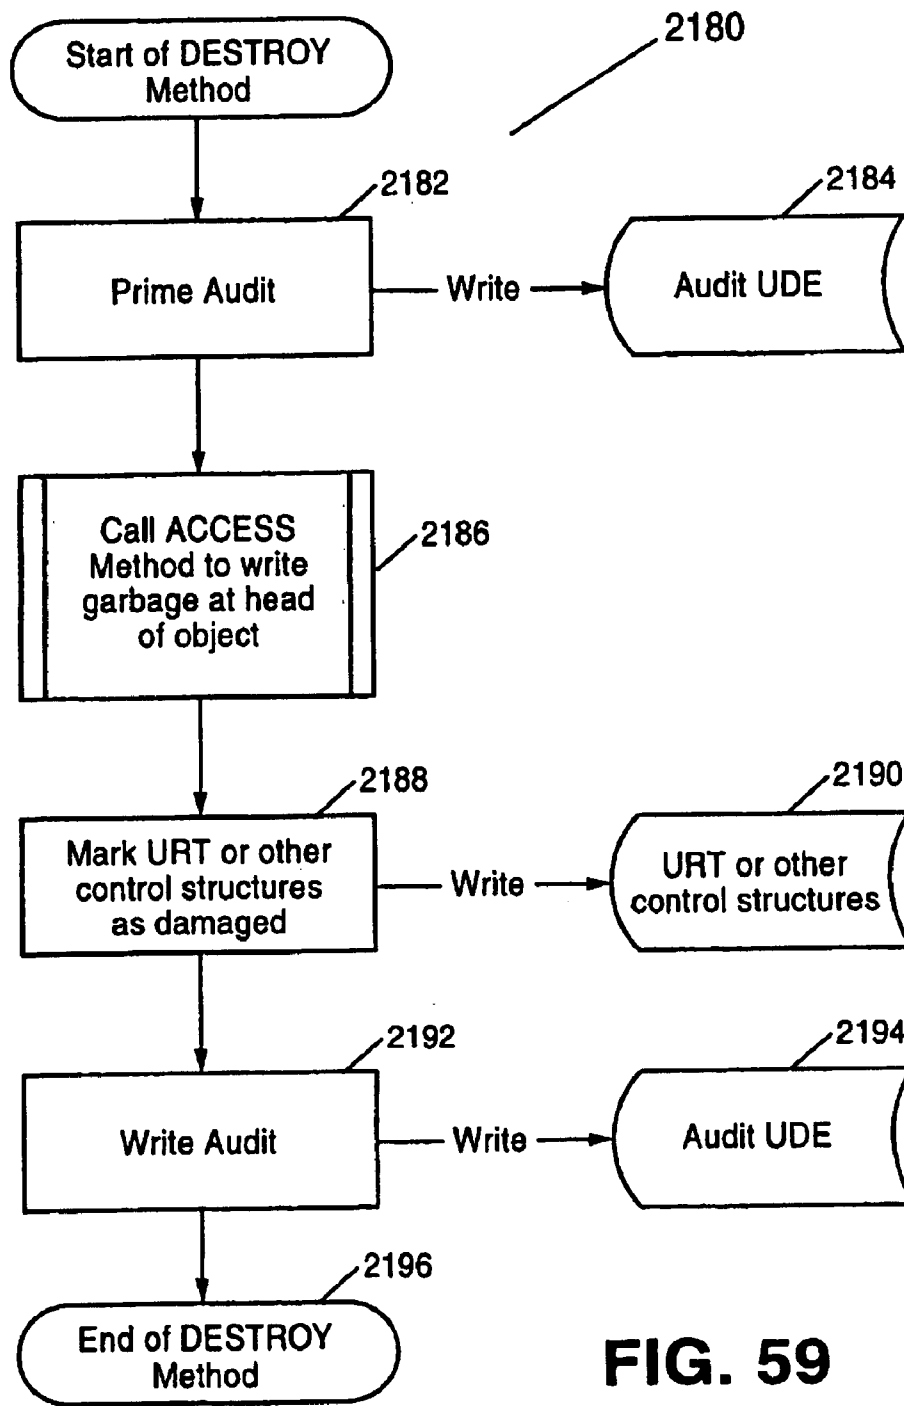 2180
Start of DESTROY
Method
2182
2184
Prime Audit
Write
Audit UDE
Call ACCESS
Method to write
garbage at head
of object
2186
2188
2190
Mark URT or other
control structures
as damaged
Write
URT or other
control structures
2192
2194
Write Audit
Write
Audit UDE
2196
End of DESTROY
Method
FIG. 59